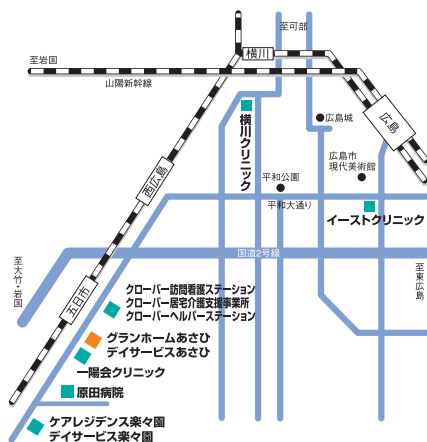 至可部
横川
至岩国
山陽新幹線
広島
広島城
横川クリニック
広島市
現代美術館
西広島
平和公園
平和大通り
イーストクリニック
国道2号線
至大竹・岩国
至東広島
五日市
クローバー訪問看護ステーション
クローバー居宅介護支援事業所
クローバーヘルパーステーション
グランホームあさひ
デイサービスあさひ
一陽会クリニック
原田病院
ケアレジデンス楽々園
デイサービス楽々園